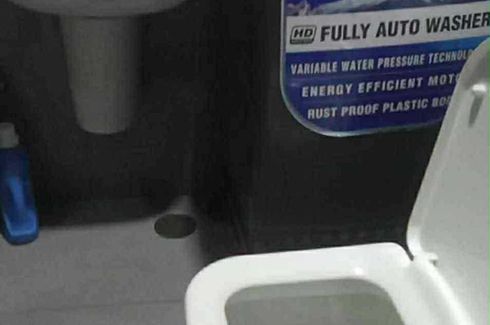 HD FULLY AUTO WASHER
VARIABLE WATER PRESSURE
ENERGY EFFICIENT
RUST PROOF PLASTIC